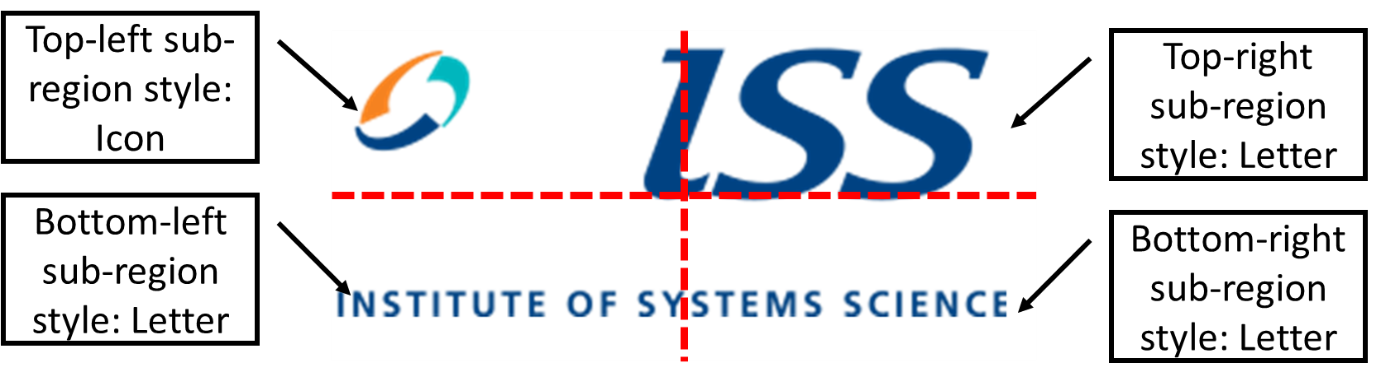 Top-left sub-
region style:
Icon
ISS
Top-right
sub-region
style: Letter
Bottom-left
sub-region
style: Letter
INSTITUTE OF SYSTEMS SCIENCE
Bottom-right
sub-region
style: Letter